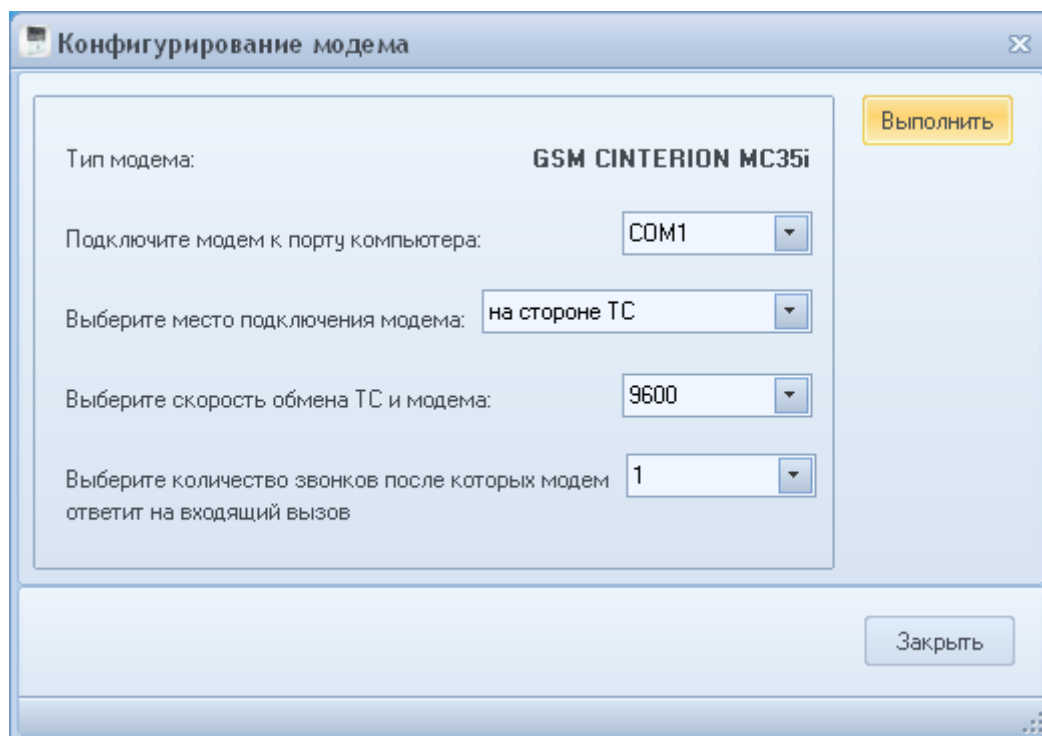 Конфигурирование модема
Выполнить
Тип модема: GSM CINTERION MC35i
Подключите модем к порту компьютера: COM1
Выберите место подключения модема: на стороне ТС
Выберите скорость обмена ТС и модема: 9600
Выберите количество звонков после которых модем 1
ответит на входящий вызов
Закрыть